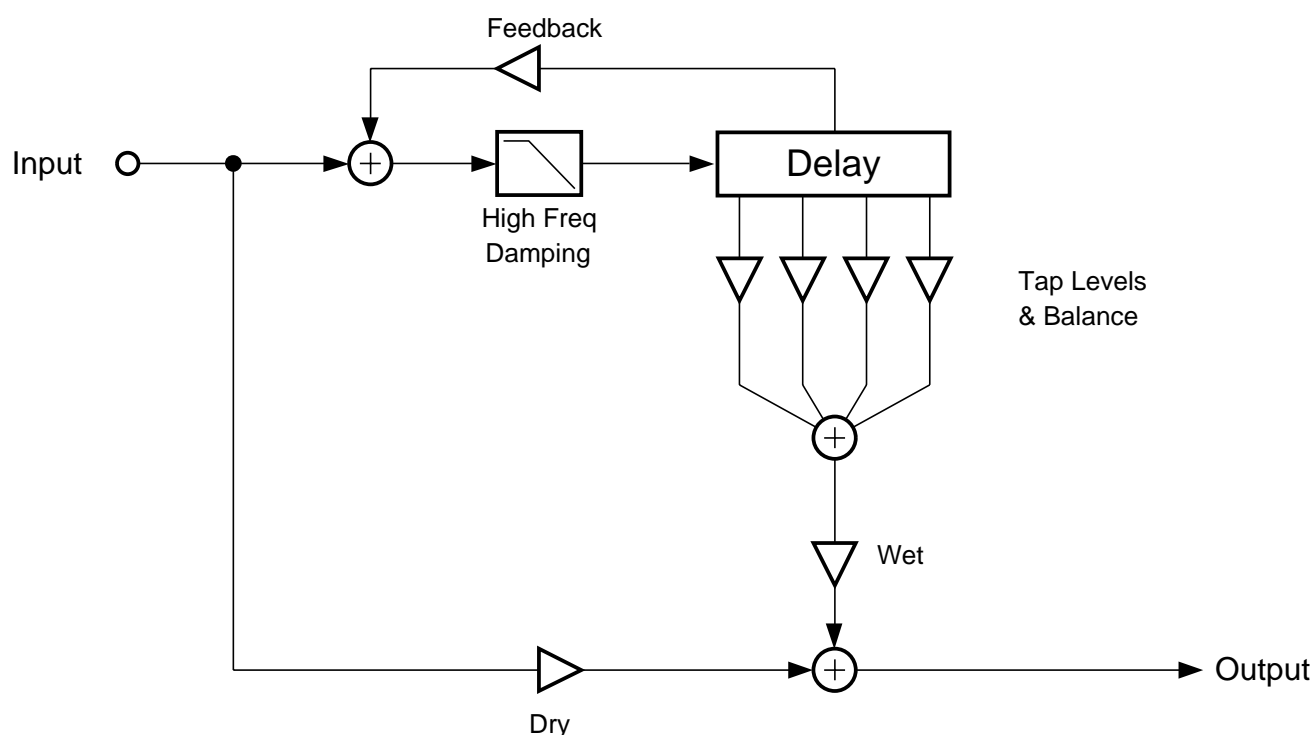 Feedback
Input
Delay
High Freq
Damping
Tap Levels
& Balance
Wet
Output
Dry